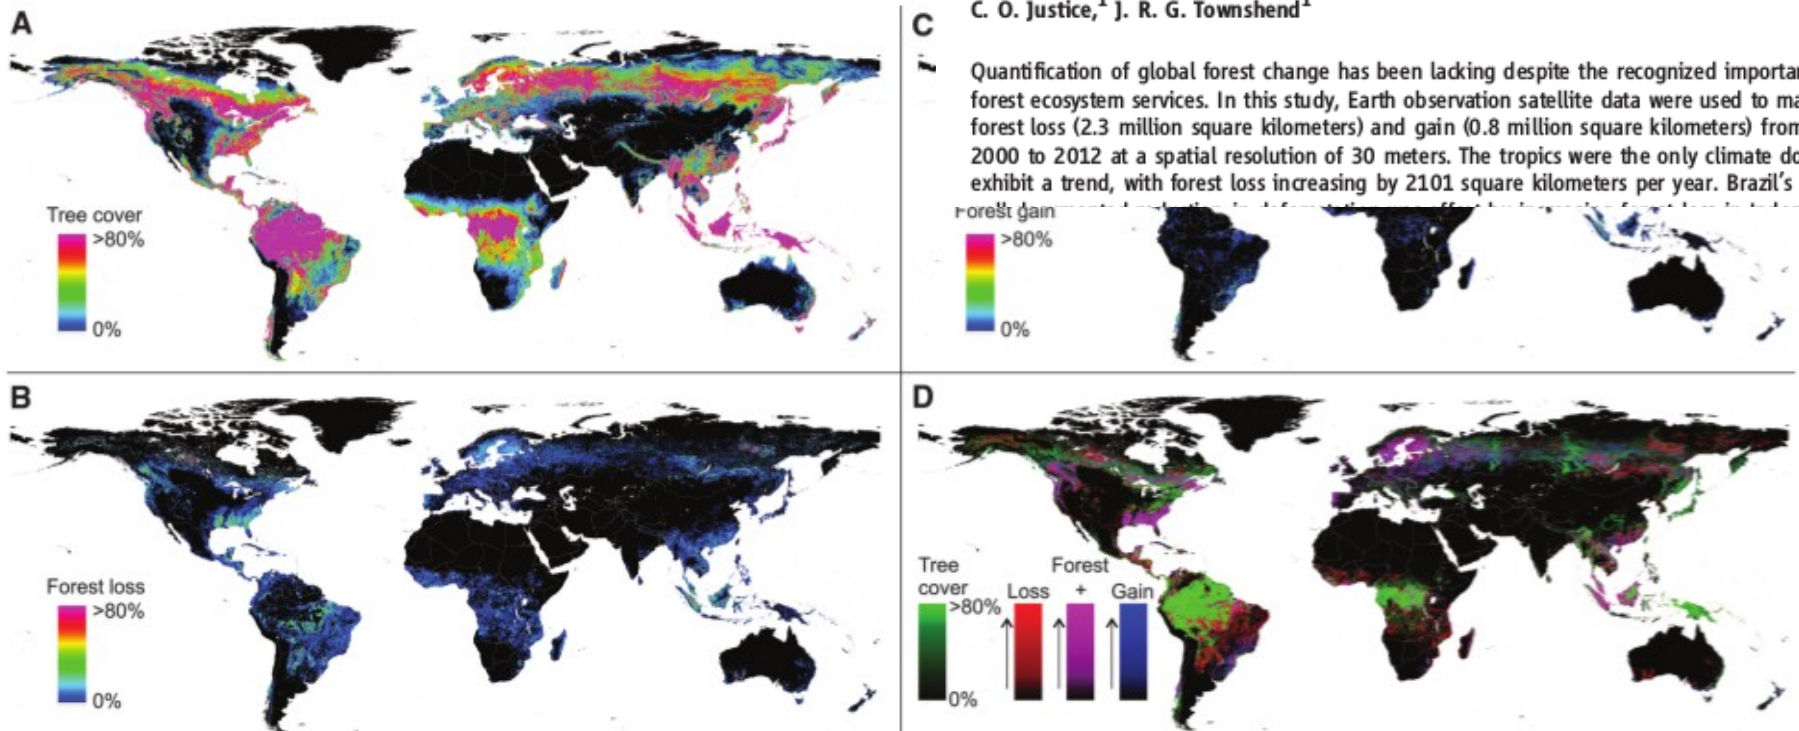 A
Tree cover
>80%
0%
C
C. O. Justice,¹ J. R. G. Townshend¹
Quantification of global forest change has been lacking despite the recognized
forest ecosystem services. In this study, Earth observation satellite data were used to
forest loss (2.3 million square kilometers) and gain (0.8 million square kilometers) from
2000 to 2012 at a spatial resolution of 30 meters. The tropics were the only climate
exhibit a trend, with forest loss increasing by 2101 square kilometers per year. Brazil's
Forest gain
>80%
0%
B
Forest loss
>80%
0%
D
Tree
cover
Forest
Loss + Gain
>80%
0%